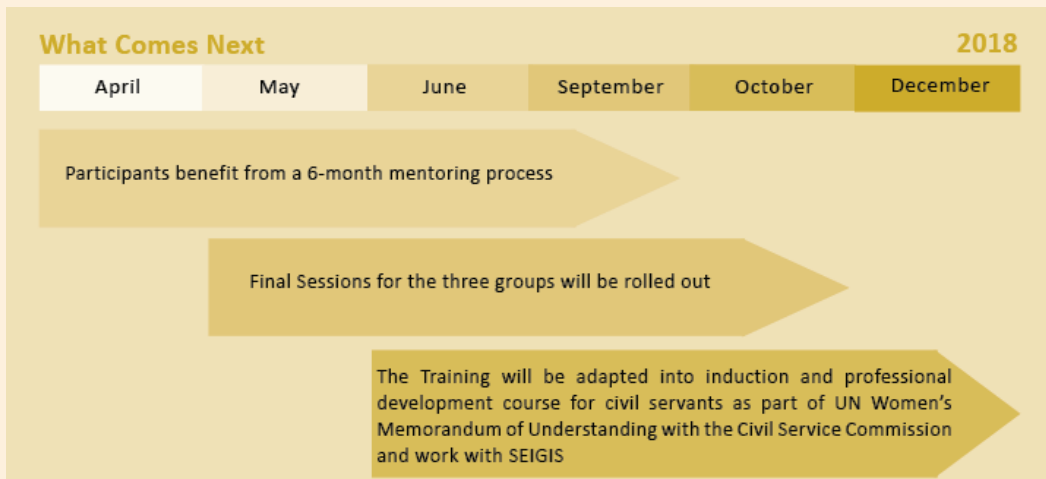 What Comes Next 2018
April May June September October December
Participants benefit from a 6-month mentoring process
Final Sessions for the three groups will be rolled out
The Training will be adapted into induction and professional
development course for civil servants as part of UN Women's
Memorandum of Understanding with the Civil Service Commission
and work with SEIGIS